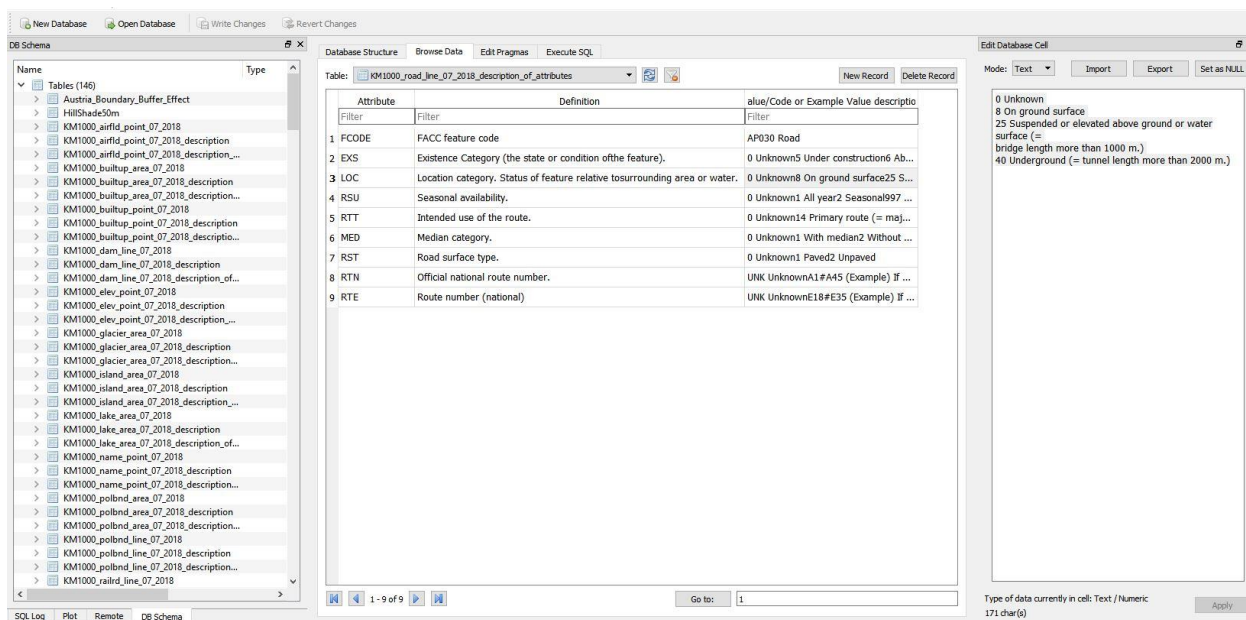 New Database Open Database Write Changes Revert Changes
DB Schema
Name Type
Tables (146)
Austria_Boundary_Buffer_Effect
HillShade50m
KM1000_airfld_point_07_2018
KM1000_airfld_point_07_2018_description
KM1000_airfld_point_07_2018_description_...
KM1000_builtup_area_07_2018
KM1000_builtup_area_07_2018_description
KM1000_builtup_area_07_2018_description...
KM1000_builtup_point_07_2018
KM1000_builtup_point_07_2018_description
KM1000_builtup_point_07_2018_descriptio...
KM1000_dam_line_07_2018
KM1000_dam_line_07_2018_description
KM1000_dam_line_07_2018_description_of...
KM1000_elev_point_07_2018
KM1000_elev_point_07_2018_description
KM1000_elev_point_07_2018_description_...
KM1000_glacier_area_07_2018
KM1000_glacier_area_07_2018_description
KM1000_glacier_area_07_2018_description...
KM1000_island_area_07_2018
KM1000_island_area_07_2018_description
KM1000_island_area_07_2018_description_...
KM1000_lake_area_07_2018
KM1000_lake_area_07_2018_description
KM1000_lake_area_07_2018_description_of...
KM1000_name_point_07_2018
KM1000_name_point_07_2018_description
KM1000_name_point_07_2018_description...
KM1000_polbnd_area_07_2018
KM1000_polbnd_area_07_2018_description
KM1000_polbnd_area_07_2018_description...
KM1000_polbnd_line_07_2018
KM1000_polbnd_line_07_2018_description
KM1000_polbnd_line_07_2018_description...
KM1000_railrd_line_07_2018
SQL Log Plot Remote DB Schema
Database Structure Browse Data Edit Pragmas Execute SQL
Table: KM1000_road_line_07_2018_description_of_attributes New Record Delete Record
Attribute Definition alue/Code or Example Value descriptio
Filter Filter Filter
1 FCODE FACC feature code AP030 Road
2 EXS Existence Category (the state or condition ofthe feature). 0 Unknown5 Under construction6 Ab...
3 LOC Location category. Status of feature relative tosurrounding area or water. 0 Unknown8 On ground surface25 S...
4 RSU Seasonal availability. 0 Unknown1 All year2 Seasonal997 ...
5 RTT Intended use of the route. 0 Unknown14 Primary route (= maj...
6 MED Median category. 0 Unknown1 With median2 Without ...
7 RST Road surface type. 0 Unknown1 Paved2 Unpaved
8 RTN Official national route number. UNK UnknownA1#A45 (Example) If ...
9 RTE Route number (national) UNK UnknownE18#E35 (Example) If ...
1 - 9 of 9 Go to: 1
Edit Database Cell
Mode: Text Import Export Set as NULL
0 Unknown
8 On ground surface
25 Suspended or elevated above ground or water
surface (=
bridge length more than 1000 m.)
40 Underground (= tunnel length more than 2000 m.)
Type of data currently in cell: Text / Numeric
171 char(s)
Apply